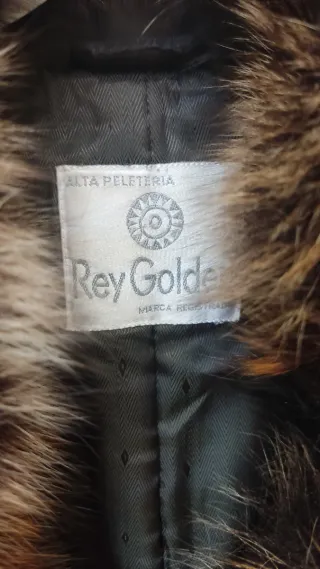 ALTA PELETERIA
Rey Golde
MARCA REGISTRADA